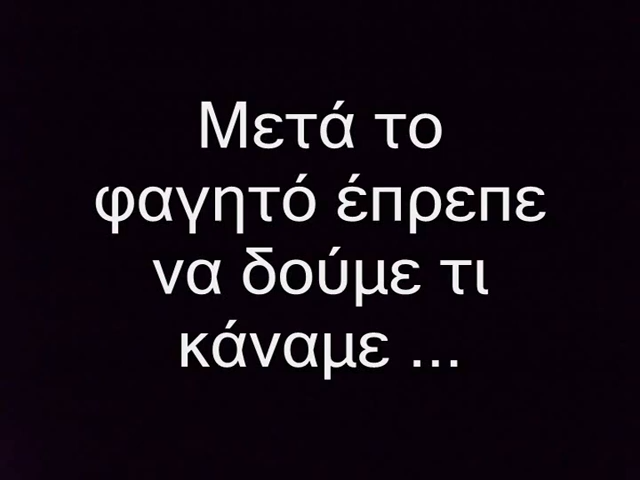 Μετά το
φαγητό έπρεπε
να δούμε τι
κάναμε ...